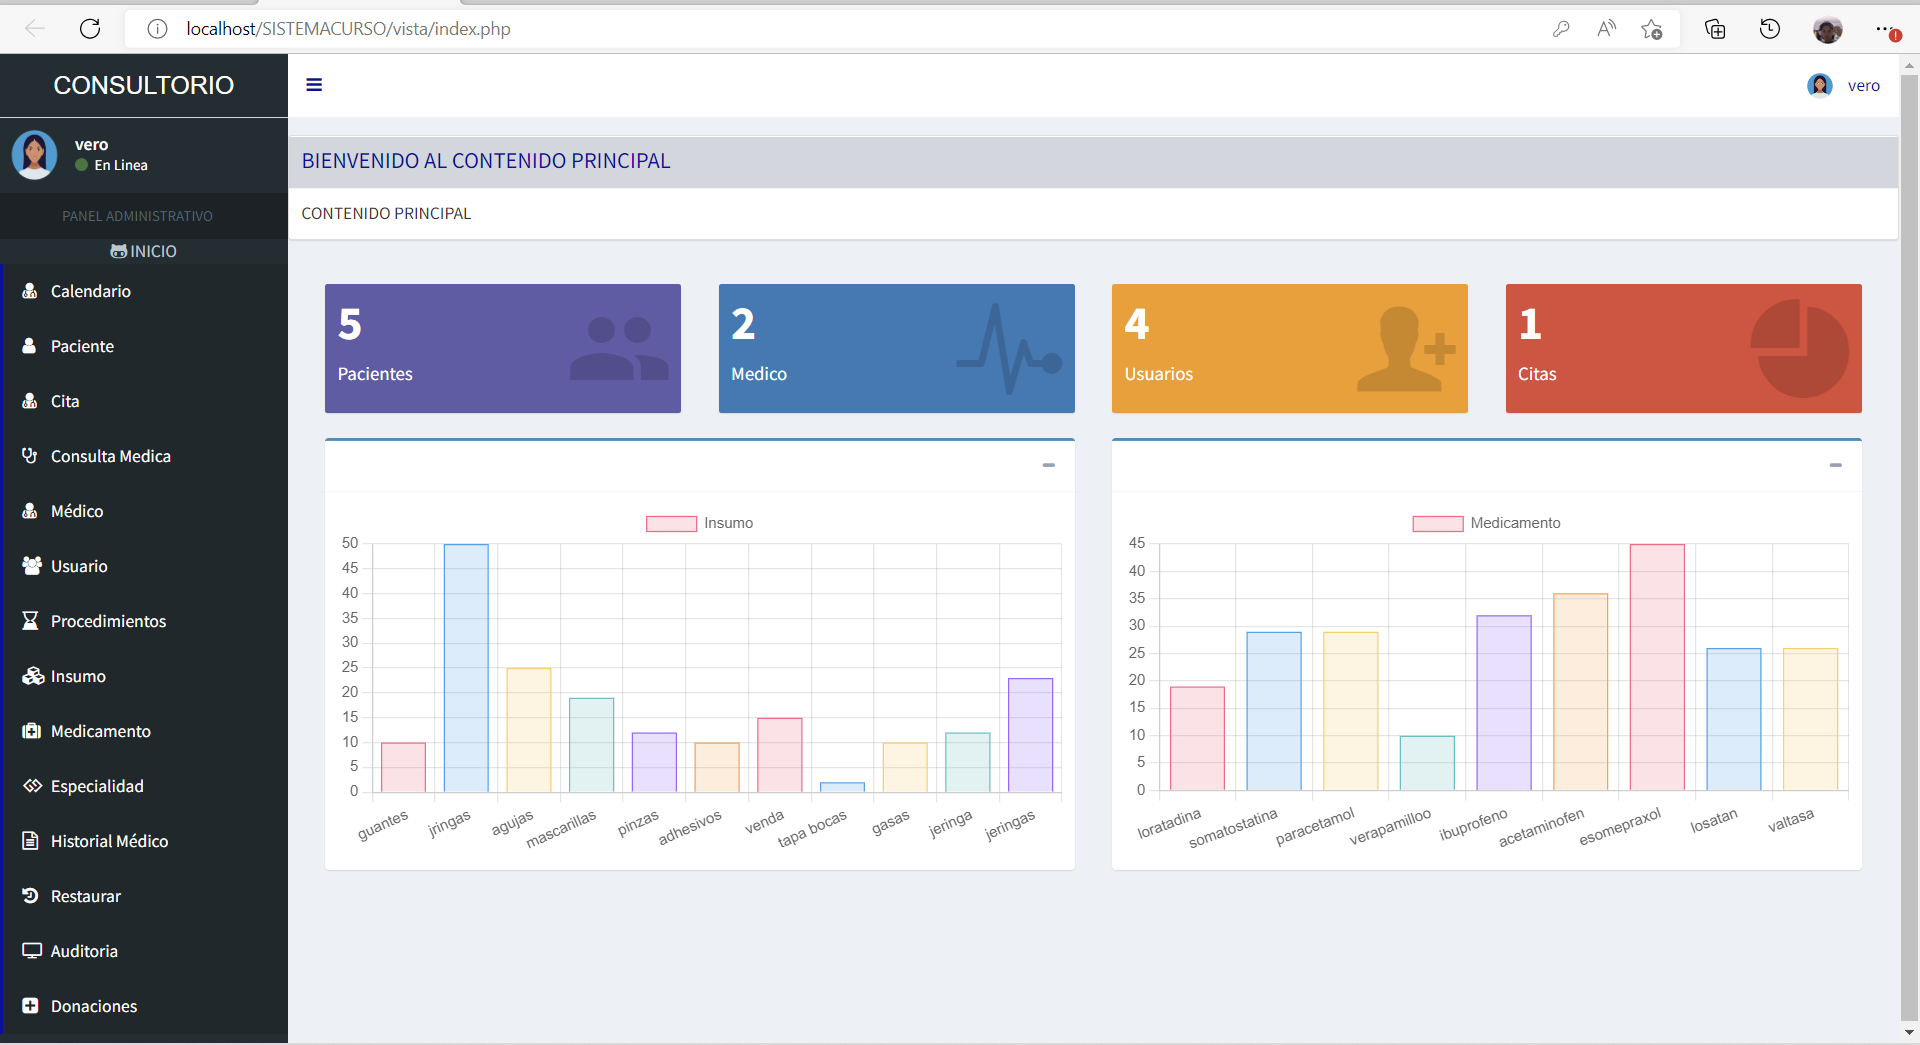 localhost/SISTEMACURSO/vista/index.php
CONSULTORIO
vero
vero
En Linea
PANEL ADMINISTRATIVO
INICIO
Calendario
Paciente
Cita
Consulta Medica
Médico
Usuario
Procedimientos
Insumo
Medicamento
Especialidad
Historial Médico
Restaurar
Auditoria
Donaciones
BIENVENIDO AL CONTENIDO PRINCIPAL
CONTENIDO PRINCIPAL
5
Pacientes
2
Medico
4
Usuarios
1
Citas
Insumo
50
45
40
35
30
25
20
15
10
5
0
guantes jringas agujas mascarillas pinzas adhesivos venda tapa bocas gasas jeringa jeringas
Medicamento
45
40
35
30
25
20
15
10
5
0
loratadina somatostatina paracetamol verapamilloo ibuprofeno acetaminofen esomepraxol losatan valtasa